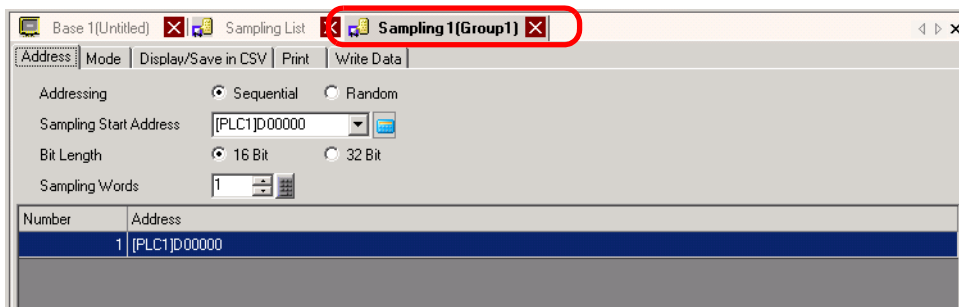 Base 1(Untitled) Sampling List Sampling 1(Group1)
Address Mode Display/Save in CSV Print Write Data
Addressing Sequential Random
Sampling Start Address [PLC1]D00000
Bit Length 16 Bit 32 Bit
Sampling Words 1
Number Address
1 [PLC1]D00000